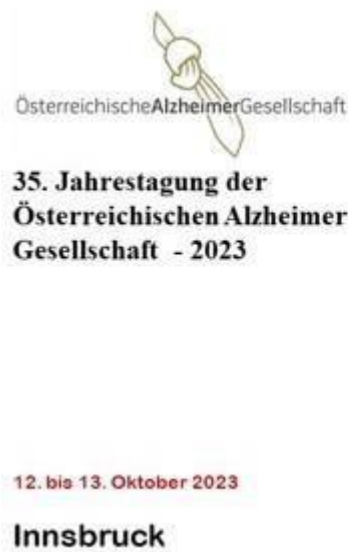 ÖsterreichischeAlzheimerGesellschaft
35. Jahrestagung der
Österreichischen Alzheimer
Gesellschaft - 2023
12. bis 13. Oktober 2023
Innsbruck